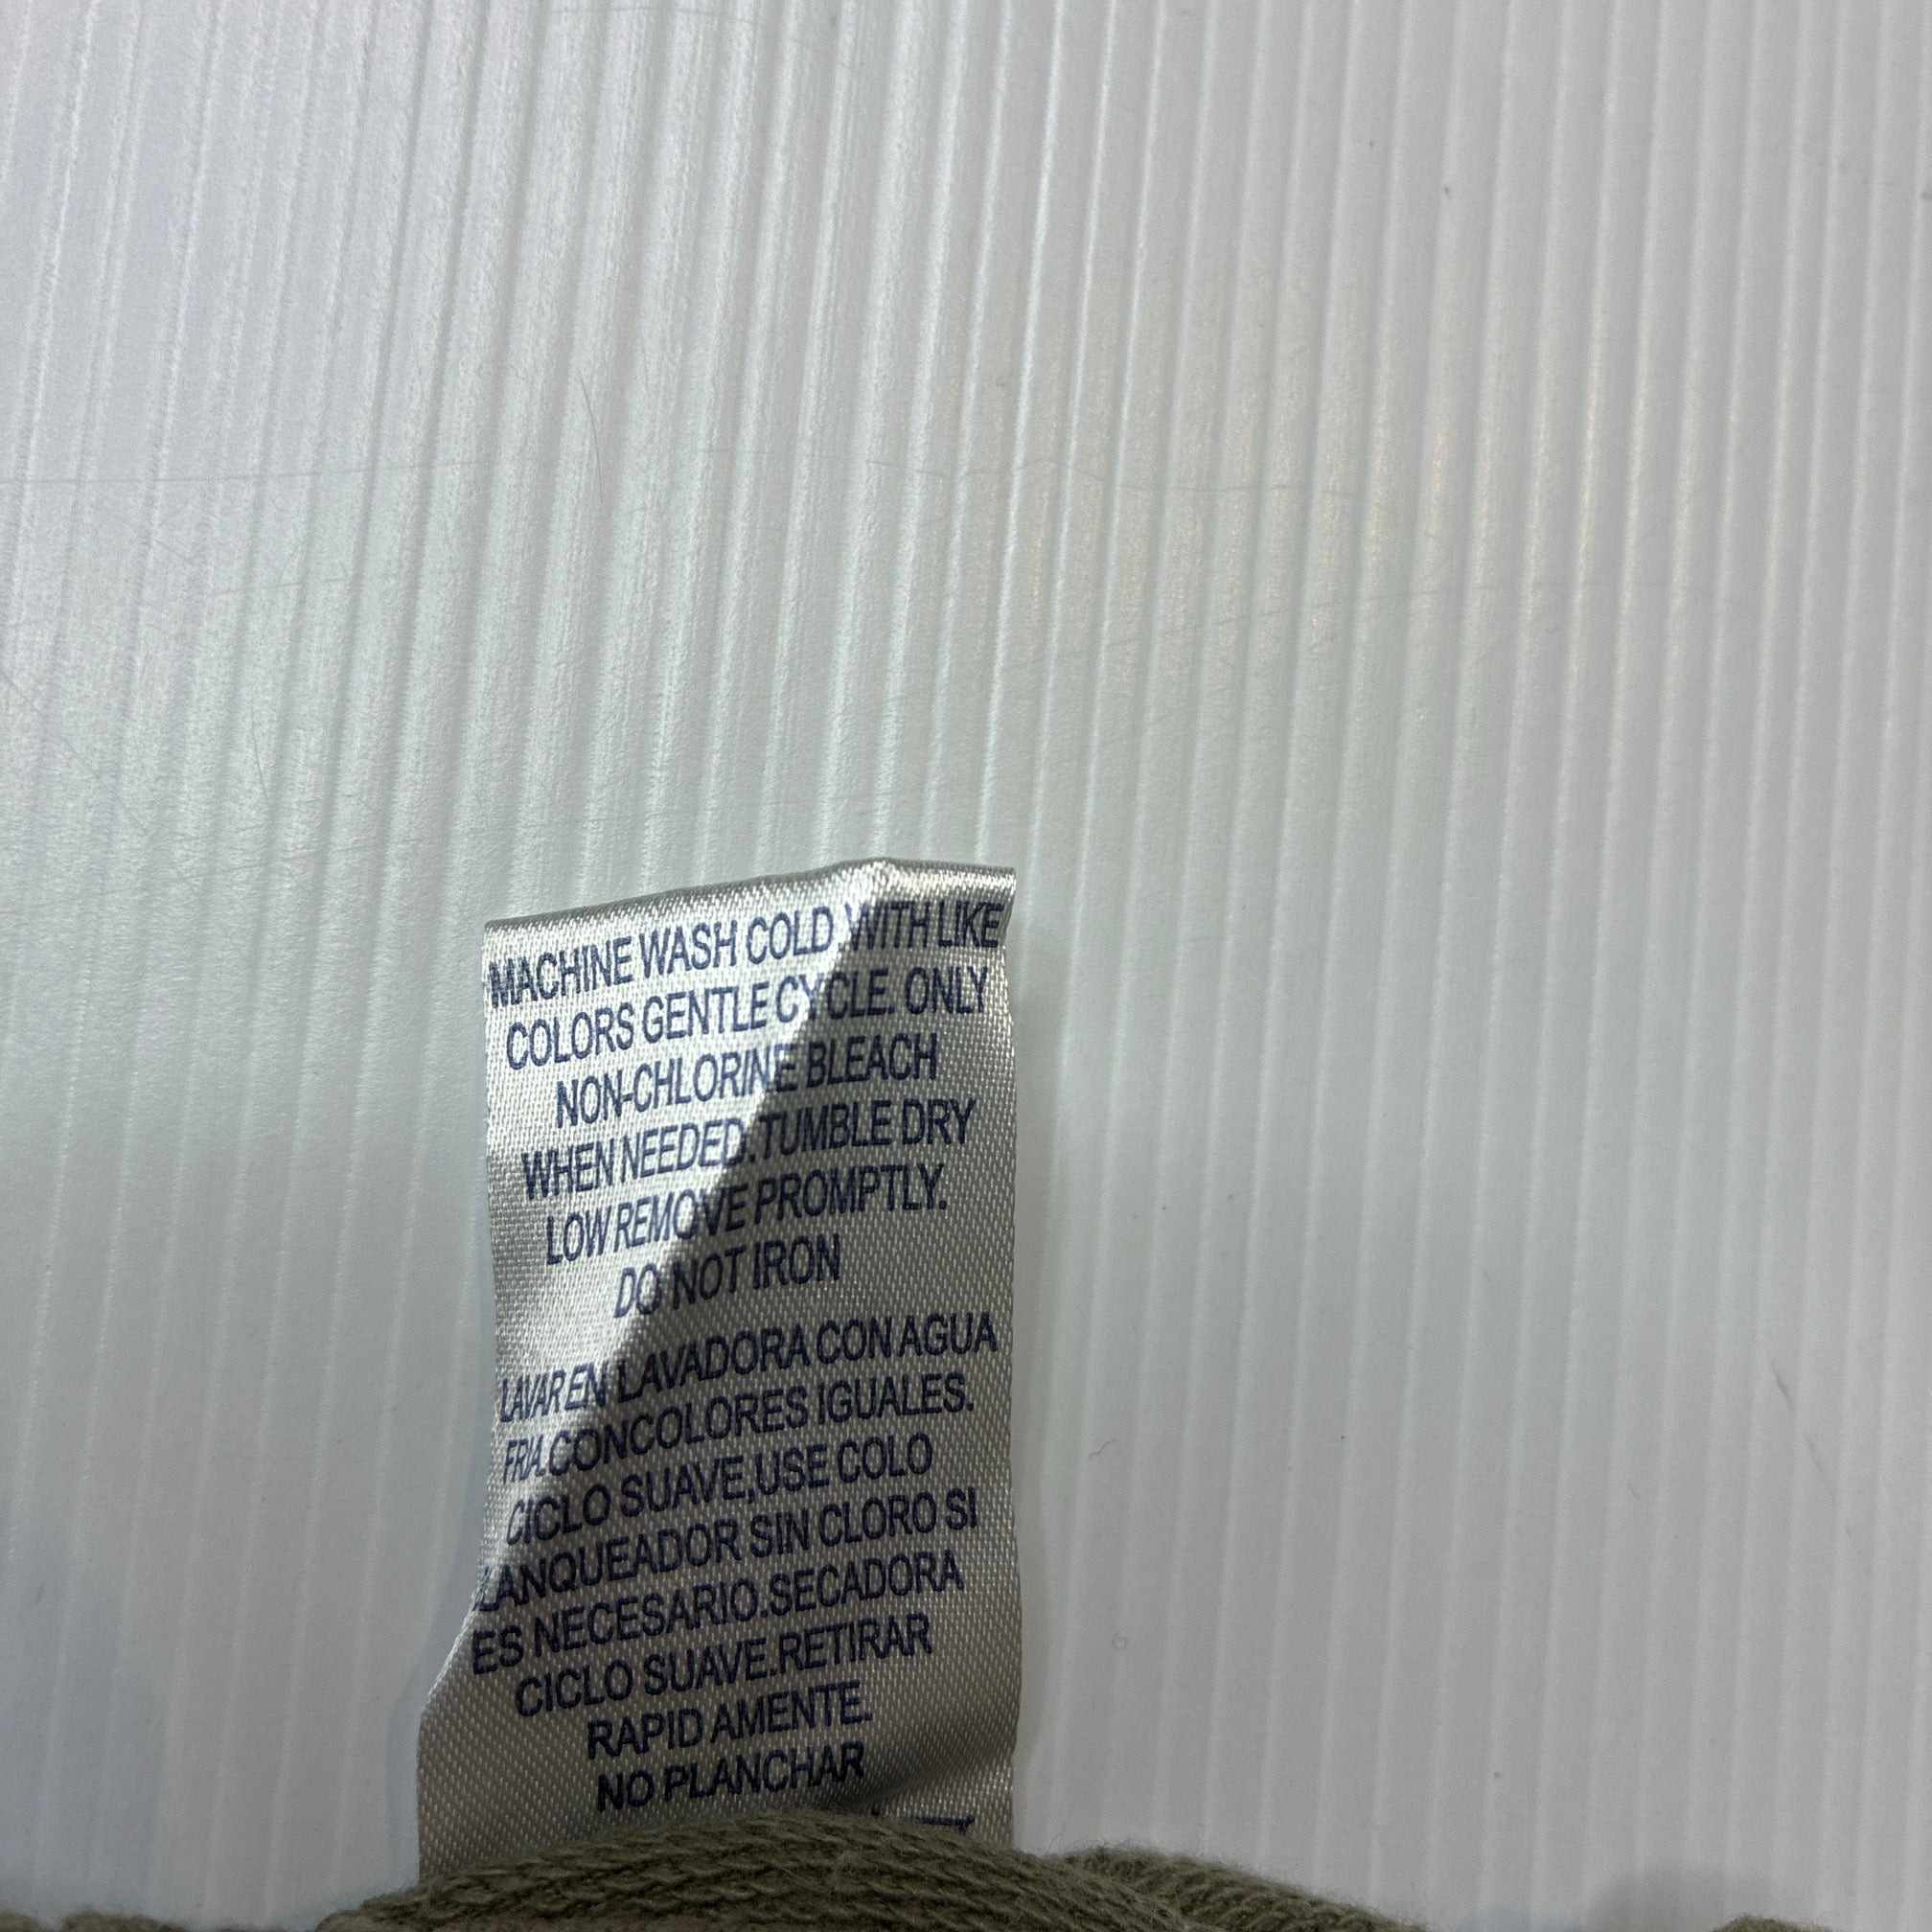 MACHINE WASH COLD.WITH LIKE
COLORS GENTLE CYCLE. ONLY
NON-CHLORINE BLEACH
WHEN NEEDED.TUMBLE DRY
LOW REMOVE PROMPTLY.
DO NOT IRON
LAVAR EN LAVADORA CON AGUA
FRIA.CONCOLORES IGUALES.
CICLO SUAVE,USE COLO
LANQUEADOR SIN CLORO SI
ES NECESARIO.SECADORA
CICLO SUAVE.RETIRAR
RAPID AMENTE.
NO PLANCHAR